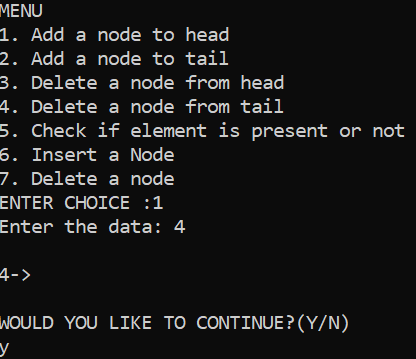 MENU
1. Add a node to head
2. Add a node to tail
3. Delete a node from head
4. Delete a node from tail
5. Check if element is present or not
6. Insert a Node
7. Delete a node
ENTER CHOICE :1
Enter the data: 4
4->
WOULD YOU LIKE TO CONTINUE?(Y/N)
y